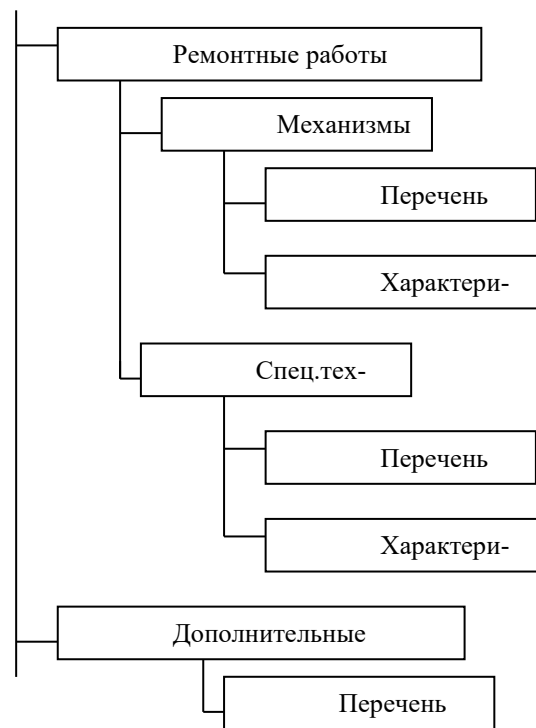 Ремонтные работы
Механизмы
Перечень
Характери-
Спец.тех-
Перечень
Характери-
Дополнительные
Перечень